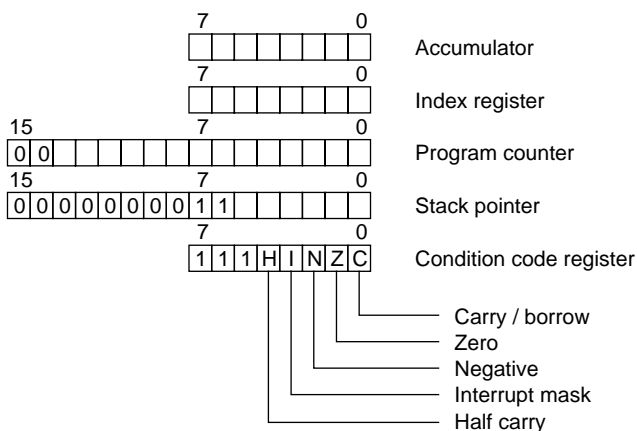 7 0
Accumulator
7 0
Index register
15 7 0
0 0 Program counter
15 7 0
0 0 0 0 0 0 0 0 1 1 Stack pointer
7 0
1 1 1 H I N Z C Condition code register
Carry / borrow
Zero
Negative
Interrupt mask
Half carry